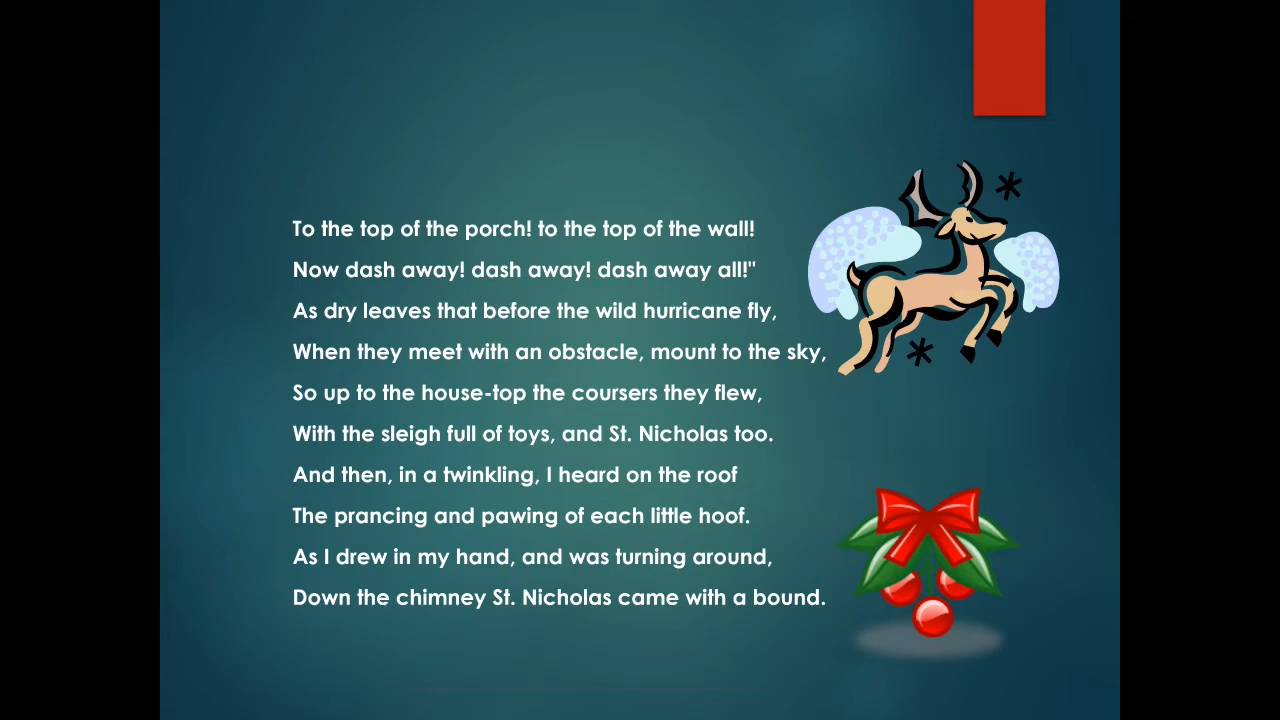 To the top of the porch! to the top of the wall!
Now dash away! dash away! dash away all!"
As dry leaves that before the wild hurricane fly,
When they meet with an obstacle, mount to the sky,
So up to the house-top the coursers they flew,
With the sleigh full of toys, and St. Nicholas too.
And then, in a twinkling, I heard on the roof
The prancing and pawing of each little hoof.
As I drew in my hand, and was turning around,
Down the chimney St. Nicholas came with a bound.